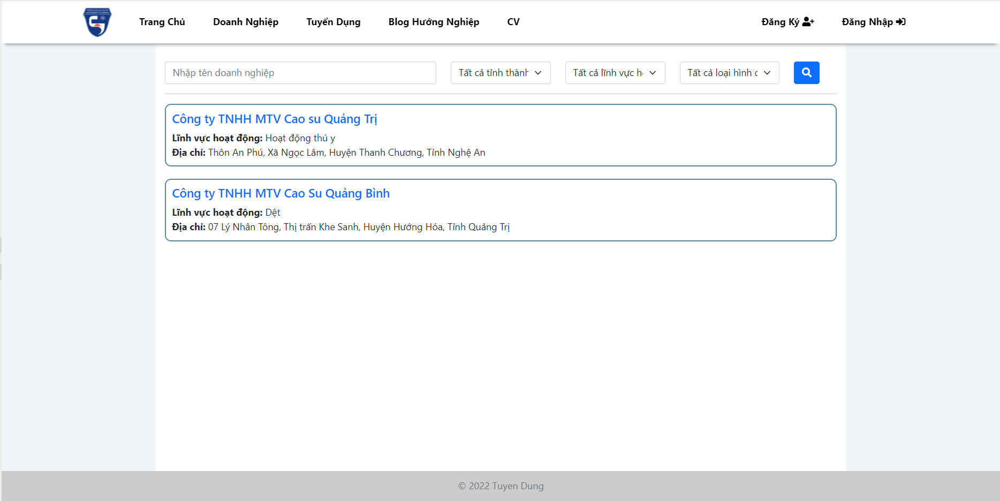 Trang Chủ Doanh Nghiệp Tuyển Dụng Blog Hướng Nghiệp CV Đăng Ký Đăng Nhập
Nhập tên doanh nghiệp Tất cả tỉnh thành Tất cả lĩnh vực h Tất cả loại hình
Công ty TNHH MTV Cao su Quảng Trị
Lĩnh vực hoạt động: Hoạt động thú y
Địa chỉ: Thôn An Phú, Xã Ngọc Lâm, Huyện Thanh Chương, Tỉnh Nghệ An
Công ty TNHH MTV Cao Su Quảng Bình
Lĩnh vực hoạt động: Dệt
Địa chỉ: 07 Lý Nhân Tông, Thị trấn Khe Sanh, Huyện Hướng Hóa, Tỉnh Quảng Trị
© 2022 Tuyen Dung